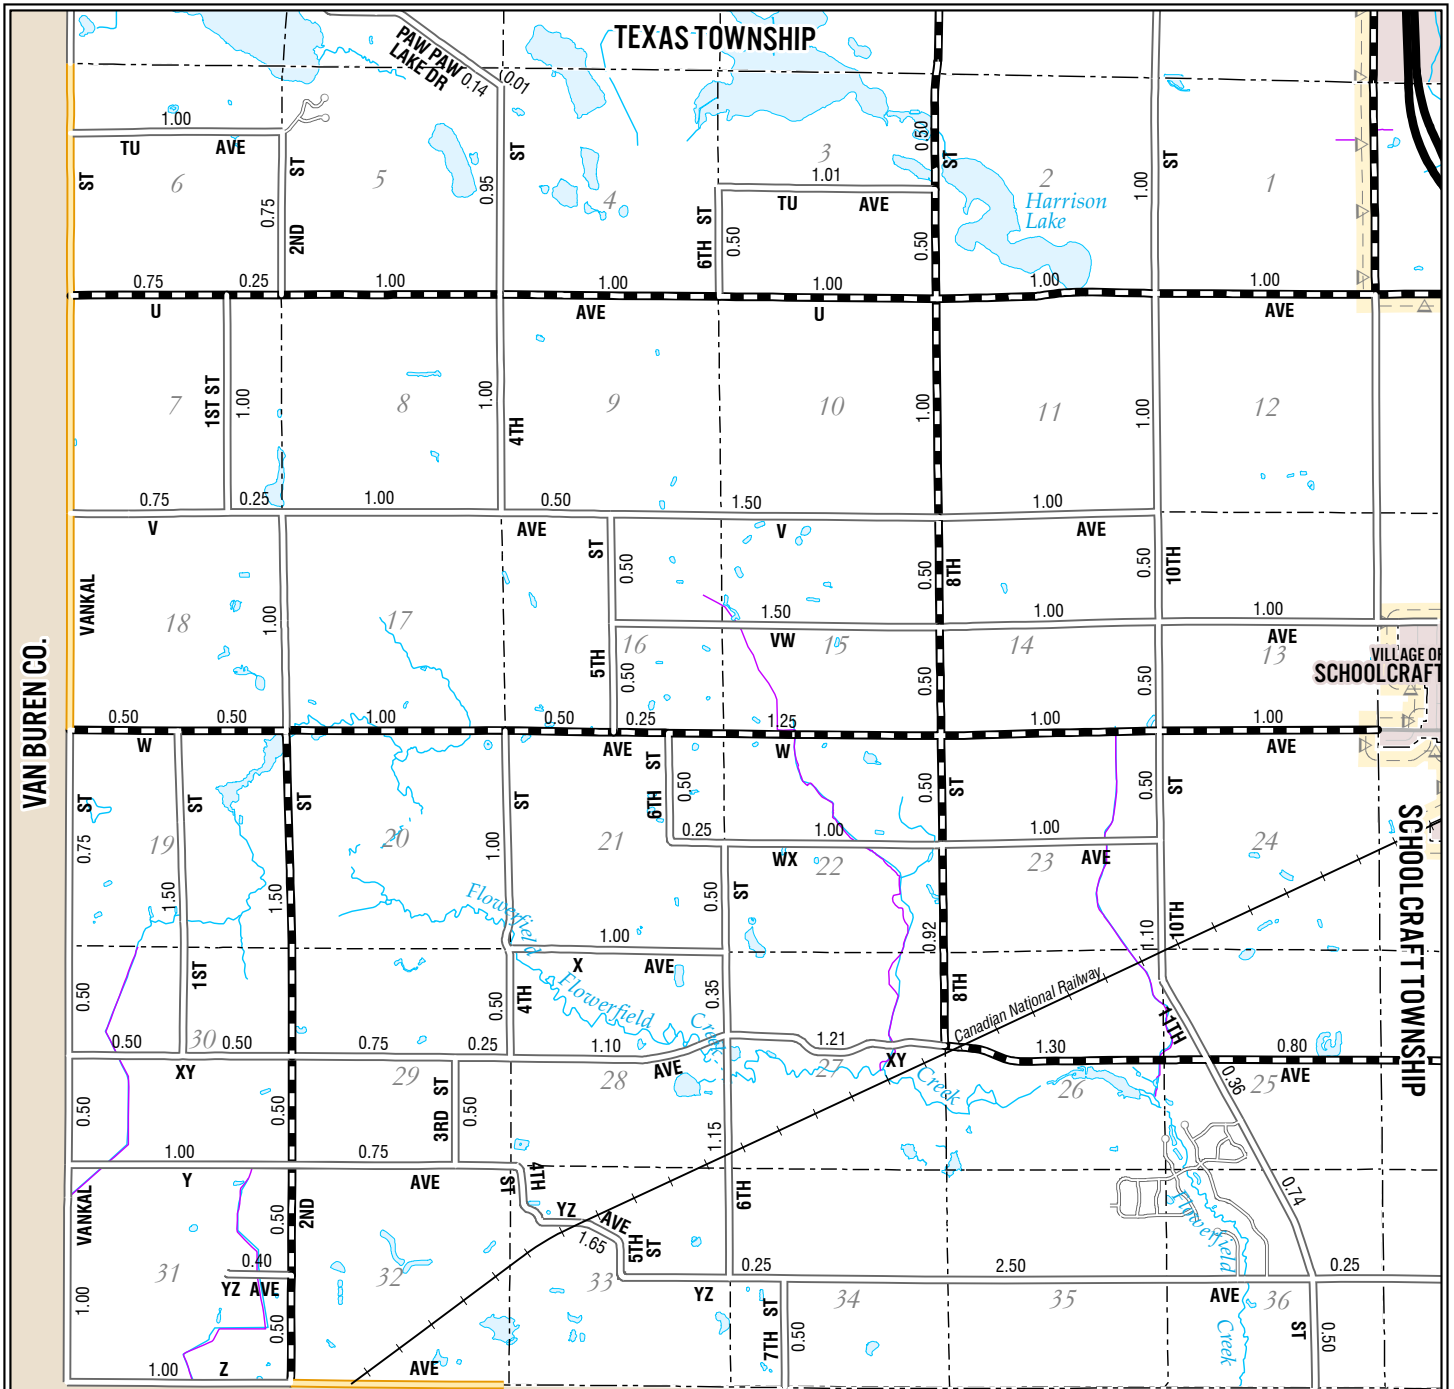 TEXAS TOWNSHIP
PAW PAW
LAKE DR
0.14
0.01
1.00
TU AVE
ST
6
0.75
ST
2ND
5
0.95
ST
4
3
1.01
TU AVE
6TH ST
0.50
0.50
0.50
ST
2
Harrison
Lake
1.00
ST
1
0.75
0.25
1.00
1.00
1.00
1.00
1.00
U
AVE
U
AVE
7
1ST ST
1.00
8
1.00
4TH
9
10
1.00
11
1.00
12
0.75
0.25
1.00
0.50
1.50
1.00
V
AVE
V
AVE
VANKAL
18
1.00
17
ST
0.50
0.50
8TH
0.50
10TH
1.50
1.00
1.00
VW
AVE
16
15
14
13
5TH
0.50
0.50
0.50
VILLAGE OF
SCHOOLCRAFT
VAN BUREN CO.
0.50
0.50
1.00
0.50
0.25
1.25
1.00
1.00
W
AVE
W
AVE
ST
0.75
19
ST
1.50
1.50
ST
20
1.00
ST
21
6TH ST
0.50
0.25
1.00
WX
22
0.50
ST
1.00
AVE
23
0.50
ST
24
SCHOOLCRAFT TOWNSHIP
Flowerfield
1.00
X
AVE
0.50
ST
0.92
8TH
1.10
10TH
Canadian National Railway
0.50
1ST
0.50
4TH
Flowerfield
Creek
0.35
11TH
0.50
30
0.50
0.75
0.25
1.10
1.21
1.30
0.80
XY
AVE
XY
AVE
29
28
27
26
25
0.36
Creek
0.50
0.50
3RD ST
0.50
1.15
1.00
0.75
Y
AVE
4TH
ST
VANKAL
0.50
2ND
YZ AVE
1.65
5TH
ST
6TH
Flowerfield
0.74
0.40
YZ AVE
31
32
33
0.25
2.50
0.25
YZ
AVE
34
35
36
1.00
0.50
7TH ST
0.50
Creek
ST
0.50
1.00
Z
AVE